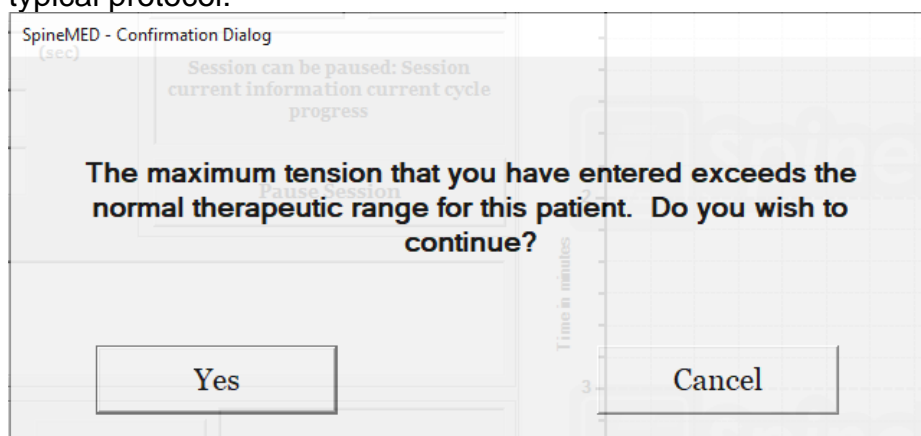 typical protocol.
SpineMED - Confirmation Dialog
(sec)
Session can be paused: Session
current information current cycle
progress
The maximum tension that you have entered exceeds the
Pause Session
2
normal therapeutic range for this patient. Do you wish to
continue?
Time in minutes
Yes
Cancel
3
Spine